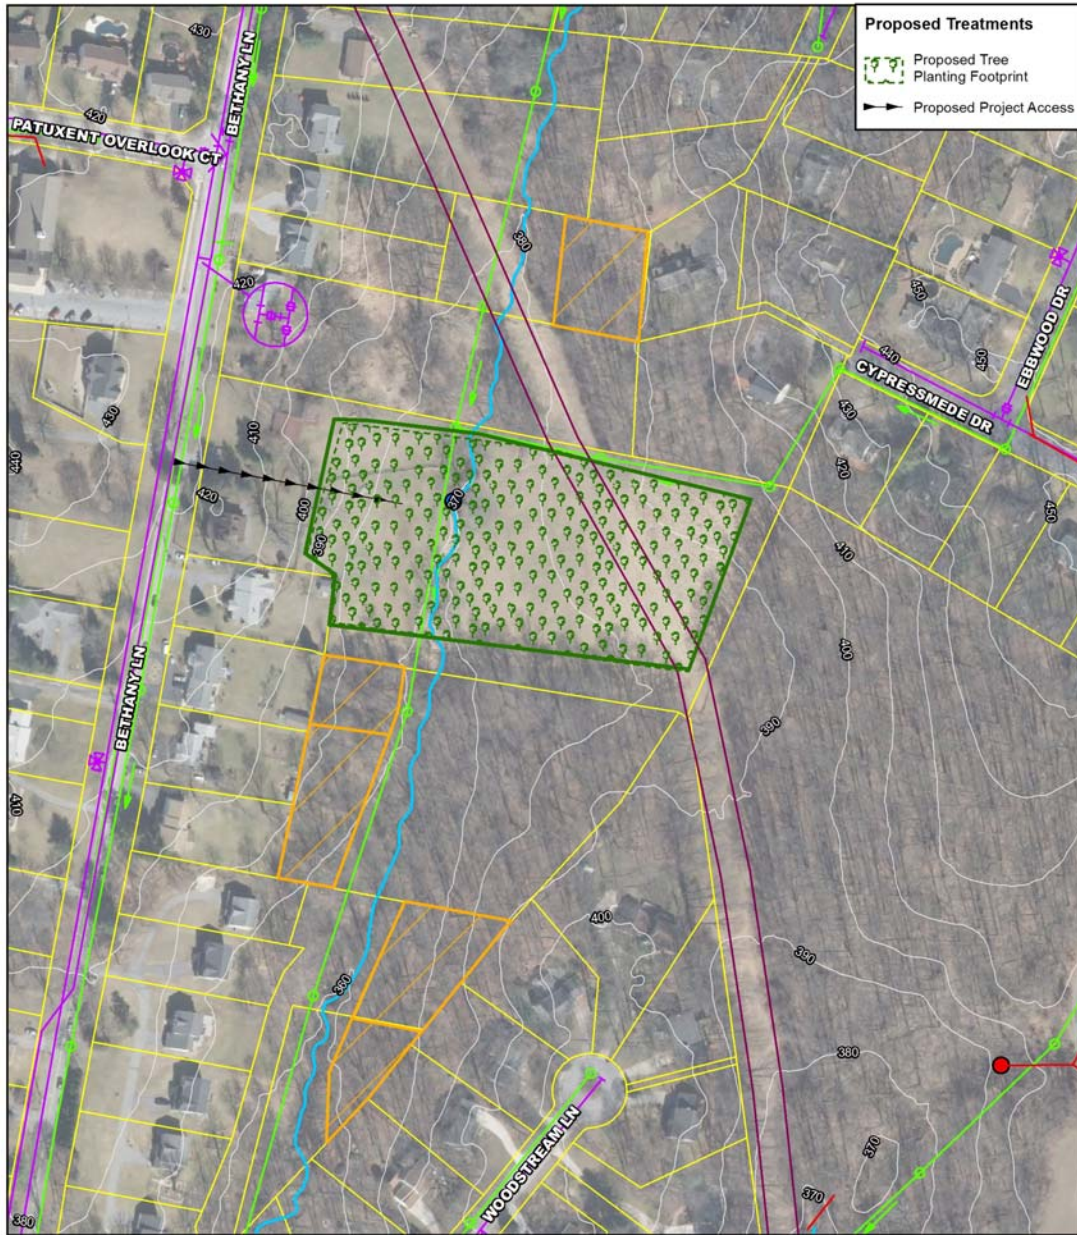 Proposed Treatments
Proposed Tree
Planting Footprint
Proposed Project Access
430
BETHANY LN
420
PATUXENT OVERLOOK CT
380
420
450
440
450
EBBWOOD DR
CYPRESSMEDE DR
430
430
410
440
420
420
400
370
450
390
410
400
BETHANY LN
390
410
400
390
360
380
WOODSTREAM LN
370
370
380